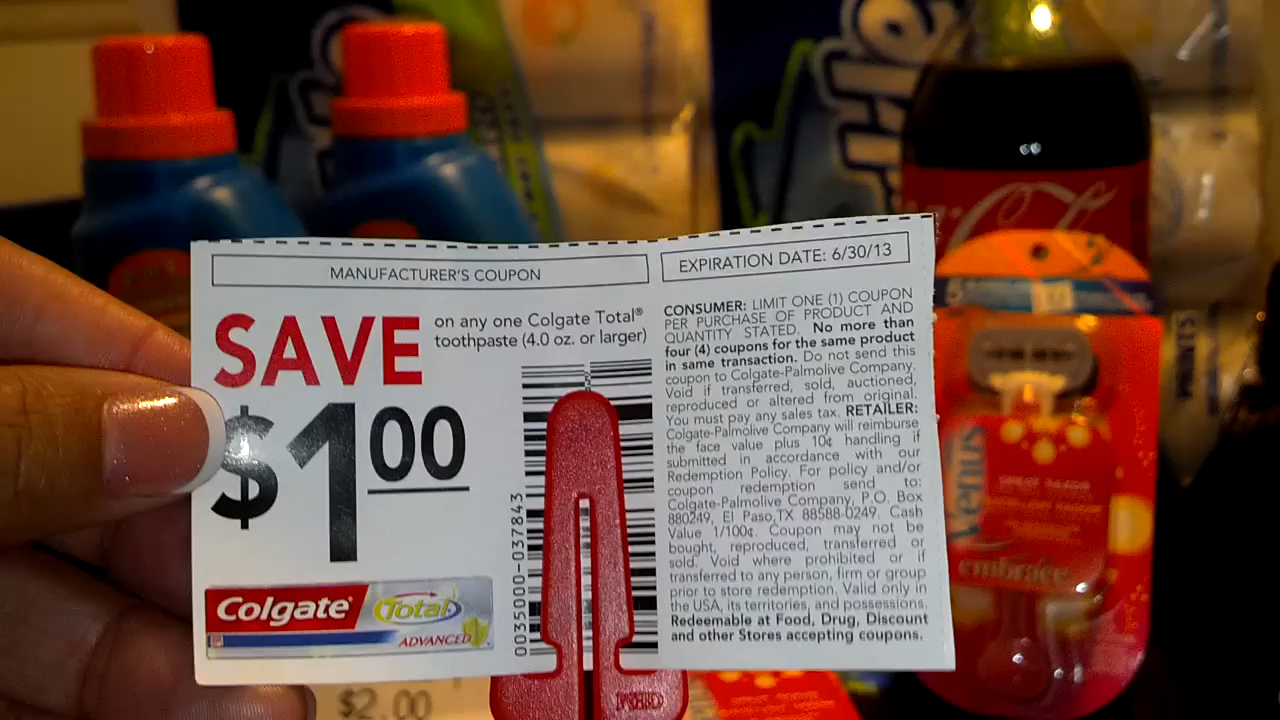 MANUFACTURER'S COUPON
EXPIRATION DATE: 6/30/13
SAVE
on any one Colgate Total®
toothpaste (4.0 oz. or larger)
$1.00
0035000-037843
Colgate®
Total
ADVANCED
CONSUMER: LIMIT ONE (1) COUPON
PER PURCHASE OF PRODUCT AND
QUANTITY STATED. No more than
four (4) coupons for the same product
in same transaction. Do not send this
coupon to Colgate-Palmolive Company.
Void if transferred, sold, auctioned,
reproduced or altered from original.
You must pay any sales tax. RETAILER:
Colgate-Palmolive Company will reimburse
the face value plus 10¢ handling if
submitted in accordance with our
Redemption Policy. For policy and/or
coupon redemption send to:
Colgate-Palmolive Company, P.O. Box
880249, El Paso,TX 88588-0249. Cash
Value 1/100¢. Coupon may not be
bought, reproduced, transferred or
sold. Void where prohibited or if
transferred to any person, firm or group
prior to store redemption. Valid only in
the USA, its territories, and possessions.
Redeemable at Food, Drug, Discount
and other Stores accepting coupons.
$2.00
Venus
embrace